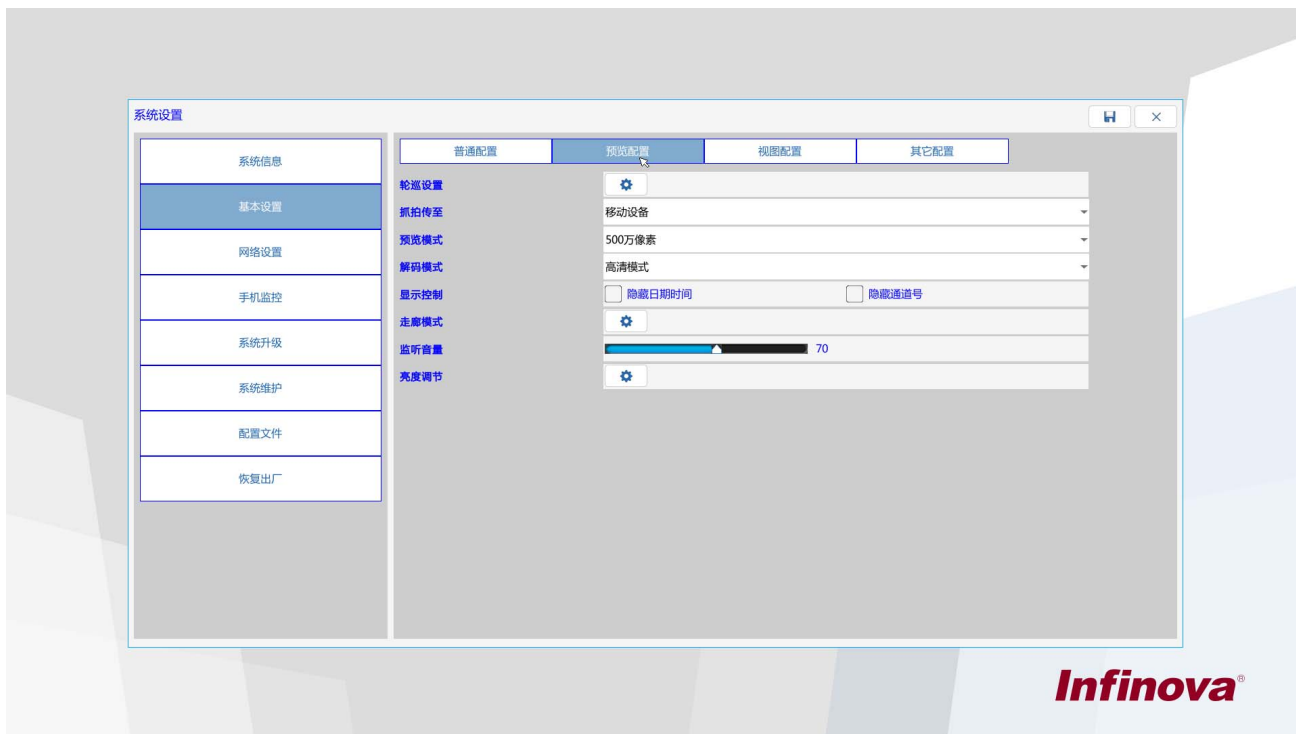 系统设置
系统信息
基本设置
网络设置
手机监控
系统升级
系统维护
配置文件
恢复出厂
普通配置 预览配置 视图配置 其它配置
轮巡设置
抓拍传至 移动设备
预览模式 500万像素
解码模式 高清模式
显示控制 隐藏日期时间 隐藏通道号
走廊模式
监听音量 70
亮度调节
Infinova®